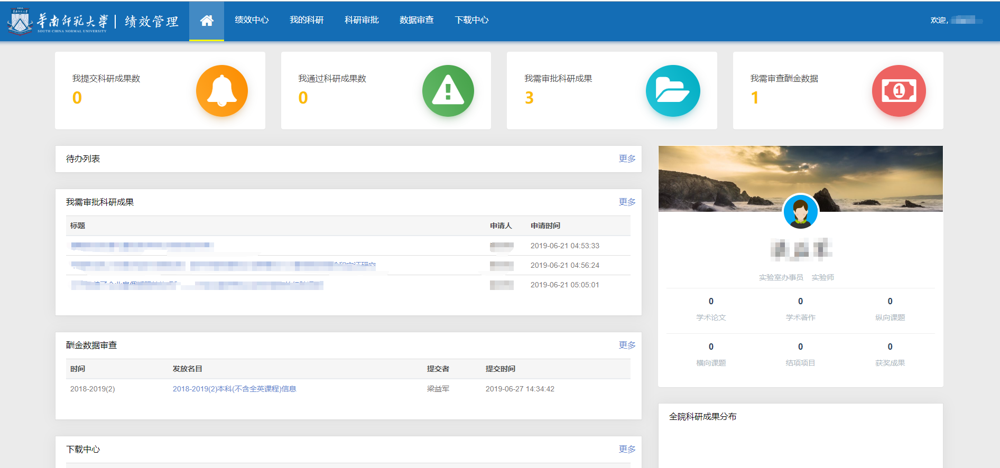 华南师范大学 | 绩效管理
SOUTH CHINA NORMAL UNIVERSITY
绩效中心 我的科研 科研审批 数据审查 下载中心
欢迎,
我提交科研成果数
0
我通过科研成果数
0
我需审批科研成果
3
我需审查酬金数据
1
待办列表 更多
我需审批科研成果 更多
标题 申请人 申请时间
2019-06-21 04:53:33
2019-06-21 04:56:24
2019-06-21 05:05:01
酬金数据审查 更多
时间 发放名目 提交者 提交时间
2018-2019(2) 2018-2019(2)本科(不含全英课程)信息 梁益军 2019-06-27 14:34:42
下载中心 更多
实验室办事员 实验师
0 0 0
学术论文 学术著作 纵向课题
0 0 0
横向课题 结项项目 获奖成果
全院科研成果分布